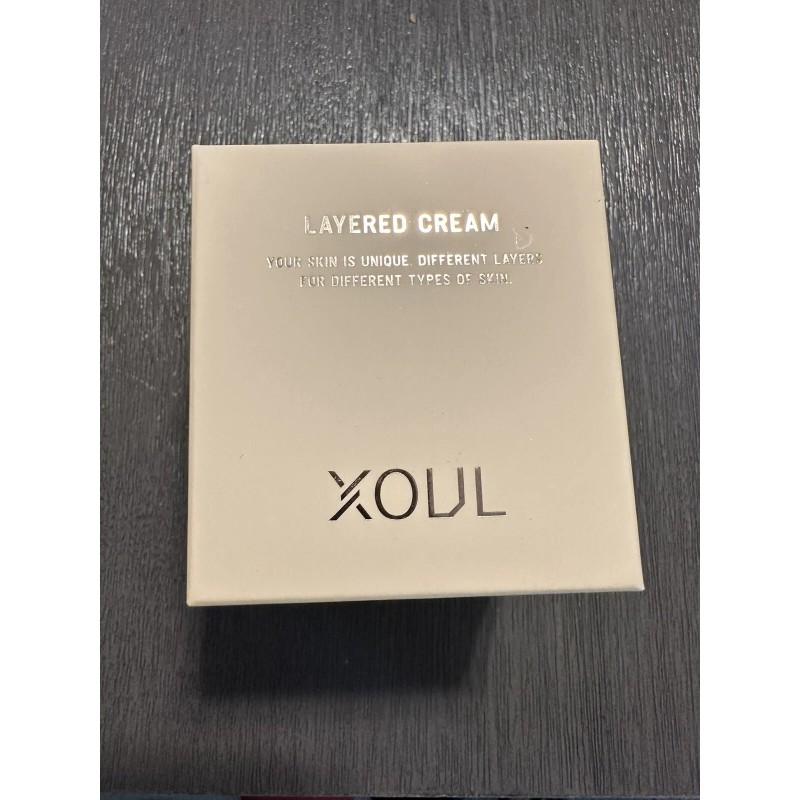 LAYERED CREAM
YOUR SKIN IS UNIQUE. DIFFERENT LAYERS
FOR DIFFERENT TYPES OF SKIN.
XOUL